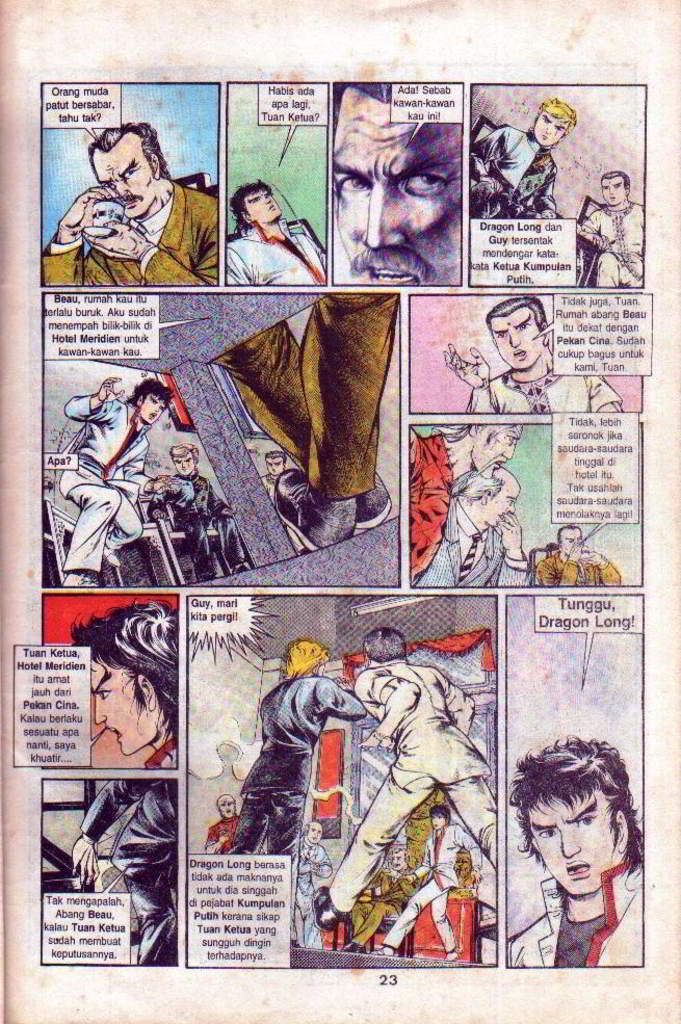 Orang muda
patut bersabar,
tahu tak?
Habis ada
apa lagi,
Tuan Ketua?
Ada! Sebab
kawan-kawan
kau ini!
Dragon Long dan
Guy tersentak
mendengar kata-
kata Ketua Kumpulan
Putih.
Beau, rumah kau itu
terlalu buruk. Aku sudah
menempah bilik-bilik di
Hotel Meridien untuk
kawan-kawan kau.
Apa?
Tidak juga, Tuan.
Rumah abang Beau
itu dekat dengan
Pekan Cina. Sudah
cukup bagus untuk
kami, Tuan.
Tidak, lebih
saronok jika
saudara-saudara
tinggal di
hotel itu.
Tak usahlah
saudara-saudara
menolaknya lagi!
Tuan Ketua,
Hotel Meridien
itu amat
jauh dari
Pekan Cina.
Kalau berlaku
sesuatu apa
nanti, saya
khuatir....
Tak mengapalah,
Abang Beau,
kalau Tuan Ketua
sudah membuat
keputusannya.
Guy, mari
kita pergi!
Dragon Long berasa
tidak ada maknanya
untuk dia singgah
di pejabat Kumpulan
Putih kerana sikap
Tuan Ketua yang
sungguh dingin
terhadapnya.
Tunggu,
Dragon Long!
23